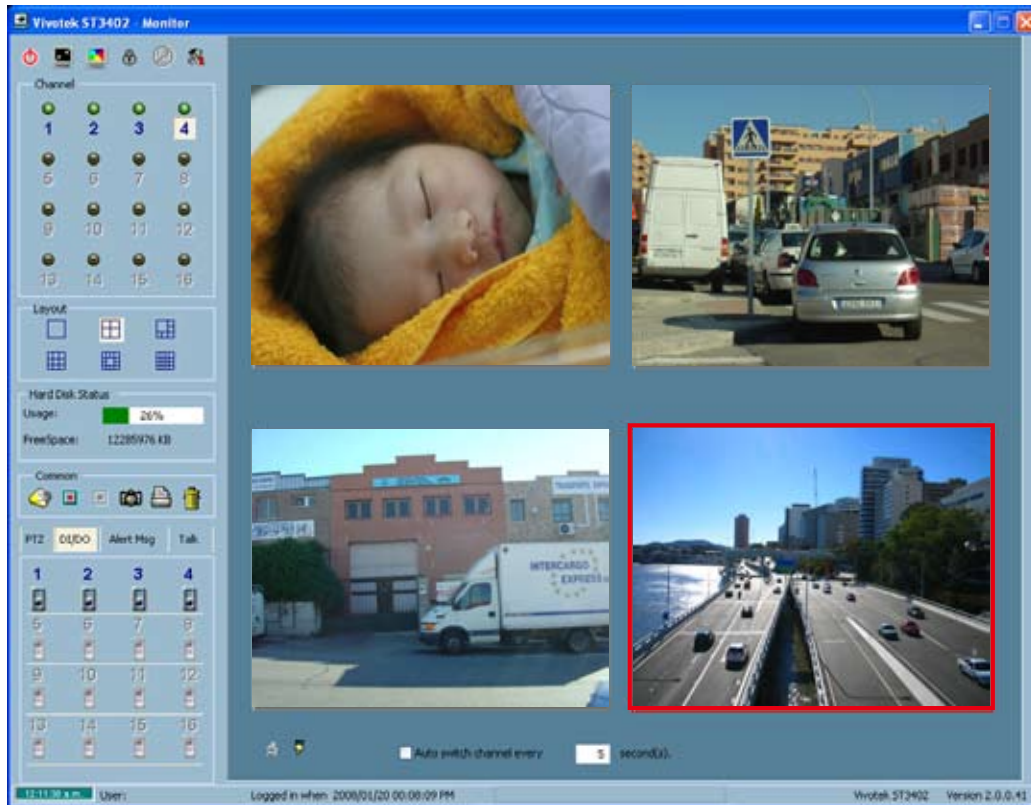 Vivotek ST3402 - Monitor
Channel
1 2 3 4
5 6 7 8
9 10 11 12
13 14 15 16
Layout
Hard Disk Status
Usage: 26%
FreeSpace: 12285976 KB
Common
PTZ DI/DO Alert Msg Talk
1 2 3 4
5 6 7 8
9 10 11 12
13 14 15 16
INTERCARGO
EXPRESS
Auto switch channel every 5 second(s).
12:11:38 a.m. User: Logged in when 2008/01/20 00:08:09 PM Vivotek ST3402 Version 2.0.0.41